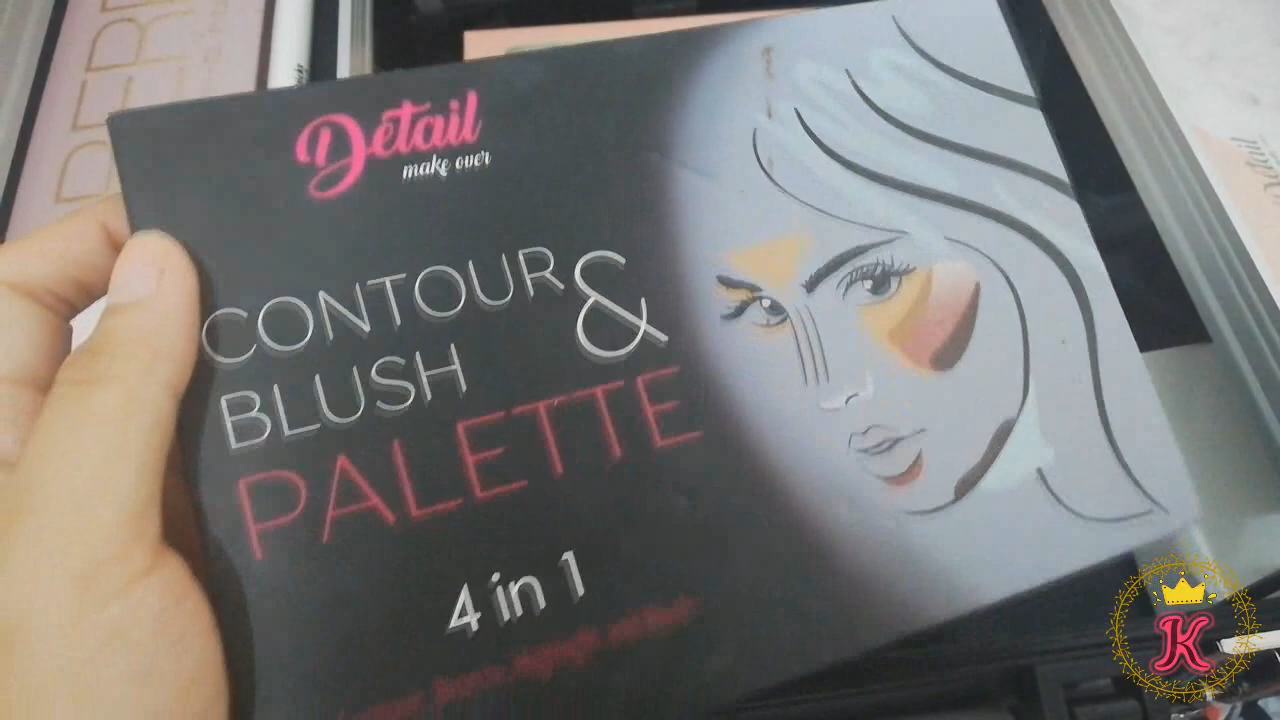 Detail
make over
CONTOUR &
BLUSH
PALETTE
4 in 1
K